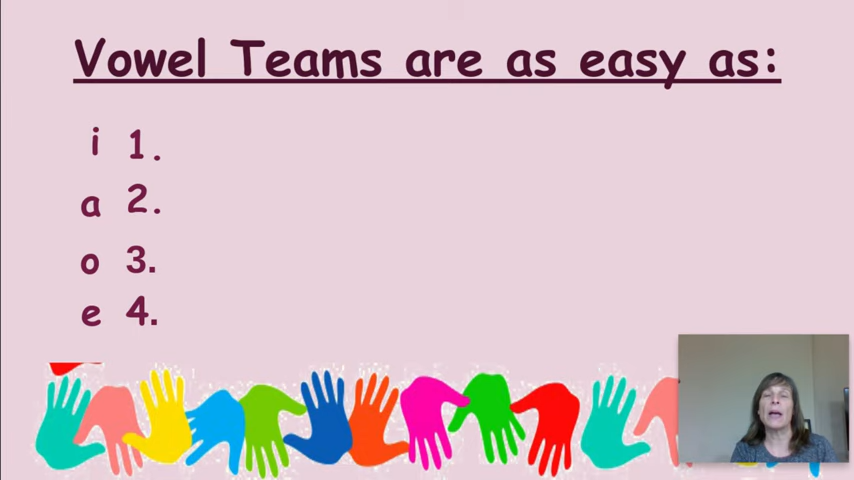 Vowel Teams are as easy as:
i 1.
a 2.
o 3.
e 4.